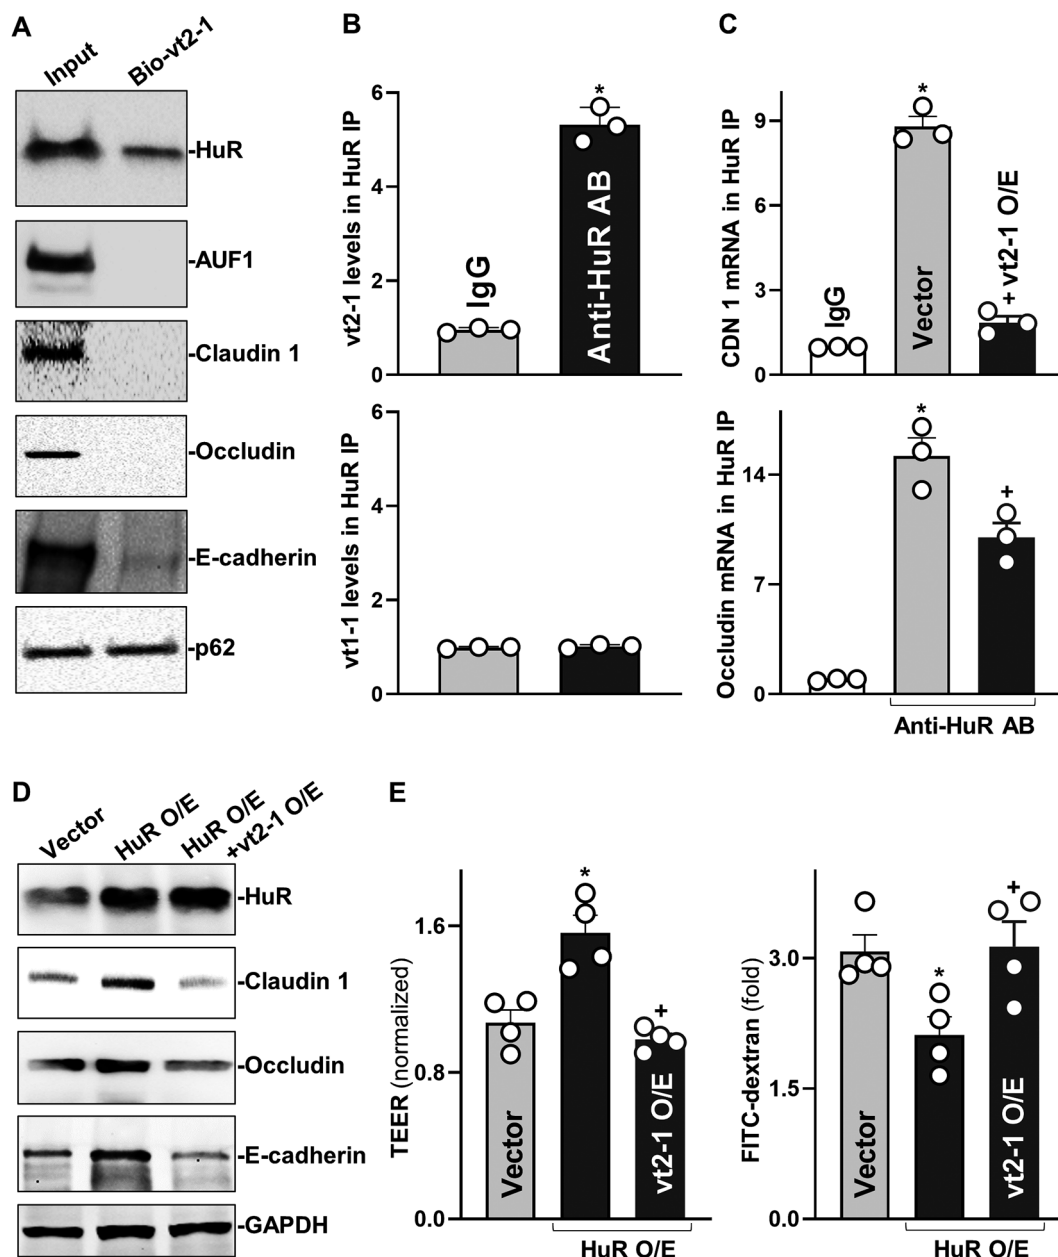 A
Input
Bio-vt2-1
-HuR
-AUF1
-Claudin 1
-Occludin
-E-cadherin
-p62
B
vt2-1 levels in HuR IP
6
4
2
0
IgG
*
Anti-HuR AB
vt1-1 levels in HuR IP
6
4
2
0
C
CDN 1 mRNA in HuR IP
9
6
3
0
IgG
*
Vector
+ vt2-1 O/E
Occludin mRNA in HuR IP
14
7
0
*
+
Anti-HuR AB
D
Vector
HuR O/E
HuR O/E
+vt2-1 O/E
-HuR
-Claudin 1
-Occludin
-E-cadherin
-GAPDH
E
TEER (normalized)
1.6
0.8
0.0
Vector
*
+
vt2-1 O/E
HuR O/E
FITC-dextran (fold)
3.0
1.5
0.0
Vector
*
+
vt2-1 O/E
HuR O/E